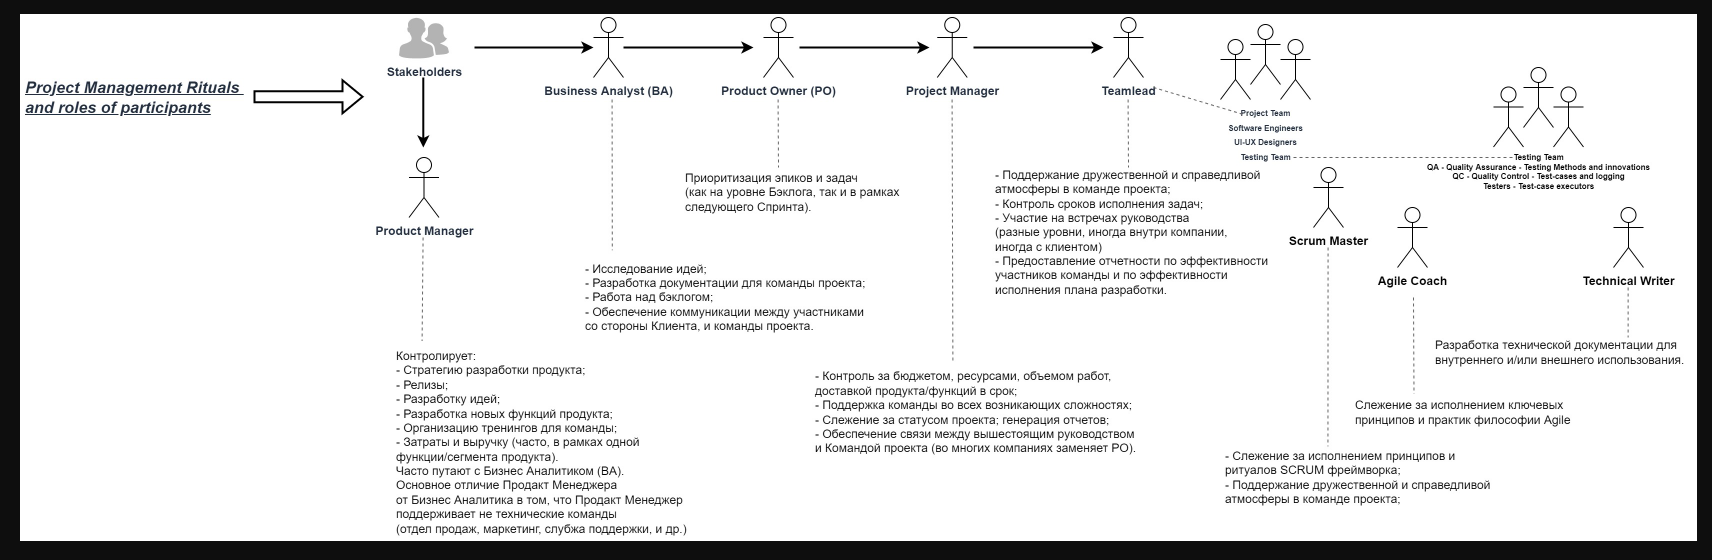 Project Management Rituals
and roles of participants
Stakeholders
Business Analyst (BA)
Product Owner (PO)
Project Manager
Teamlead
Project Team
Software Engineers
UI-UX Designers
Testing Team
Testing Team
QA - Quality Assurance - Testing Methods and innovations
QC - Quality Control - Test-cases and logging
Testers - Test-case executors
Product Manager
Scrum Master
Agile Coach
Technical Writer
Приоритизация эпиков и задач
(как на уровне Бэклога, так и в рамках
следующего Спринта).
- Поддержание дружественной и справедливой
атмосферы в команде проекта;
- Контроль сроков исполнения задач;
- Участие на встречах руководства
(разные уровни, иногда внутри компании,
иногда с клиентом)
- Предоставление отчетности по эффективности
участников команды и по эффективности
исполнения плана разработки.
- Исследование идей;
- Разработка документации для команды проекта;
- Работа над бэклогом;
- Обеспечение коммуникации между участниками
со стороны Клиента, и команды проекта.
Контролирует:
- Стратегию разработки продукта;
- Релизы;
- Разработку идей;
- Разработка новых функций продукта;
- Организацию тренингов для команды;
- Затраты и выручку (часто, в рамках одной
функции/сегмента продукта).
Часто путают с Бизнес Аналитиком (BA).
Основное отличие Продакт Менеджера
от Бизнес Аналитика в том, что Продакт Менеджер
поддерживает не технические команды
(отдел продаж, маркетинг, слубжа поддержки, и др.)
- Контроль за бюджетом, ресурсами, объемом работ,
доставкой продукта/функций в срок;
- Поддержка команды во всех возникающих сложностях;
- Слежение за статусом проекта; генерация отчетов;
- Обеспечение связи между вышестоящим руководством
и Командой проекта (во многих компаниях заменяет PO).
Разработка технической документации для
внутреннего и/или внешнего использования.
Слежение за исполнением ключевых
принципов и практик философии Agile
- Слежение за исполнением принципов и
ритуалов SCRUM фреймворка;
- Поддержание дружественной и справедливой
атмосферы в команде проекта;